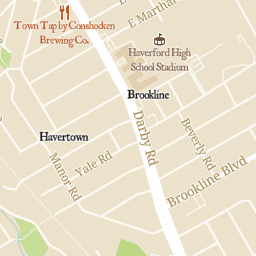 E Martha
Town Tap by Conshocken
Brewing Co.
Haverford High
School Stadium
Brookline
Havertown
Darby Rd
Beverly Rd
Yale Rd
Manor Rd
Brookline Blvd